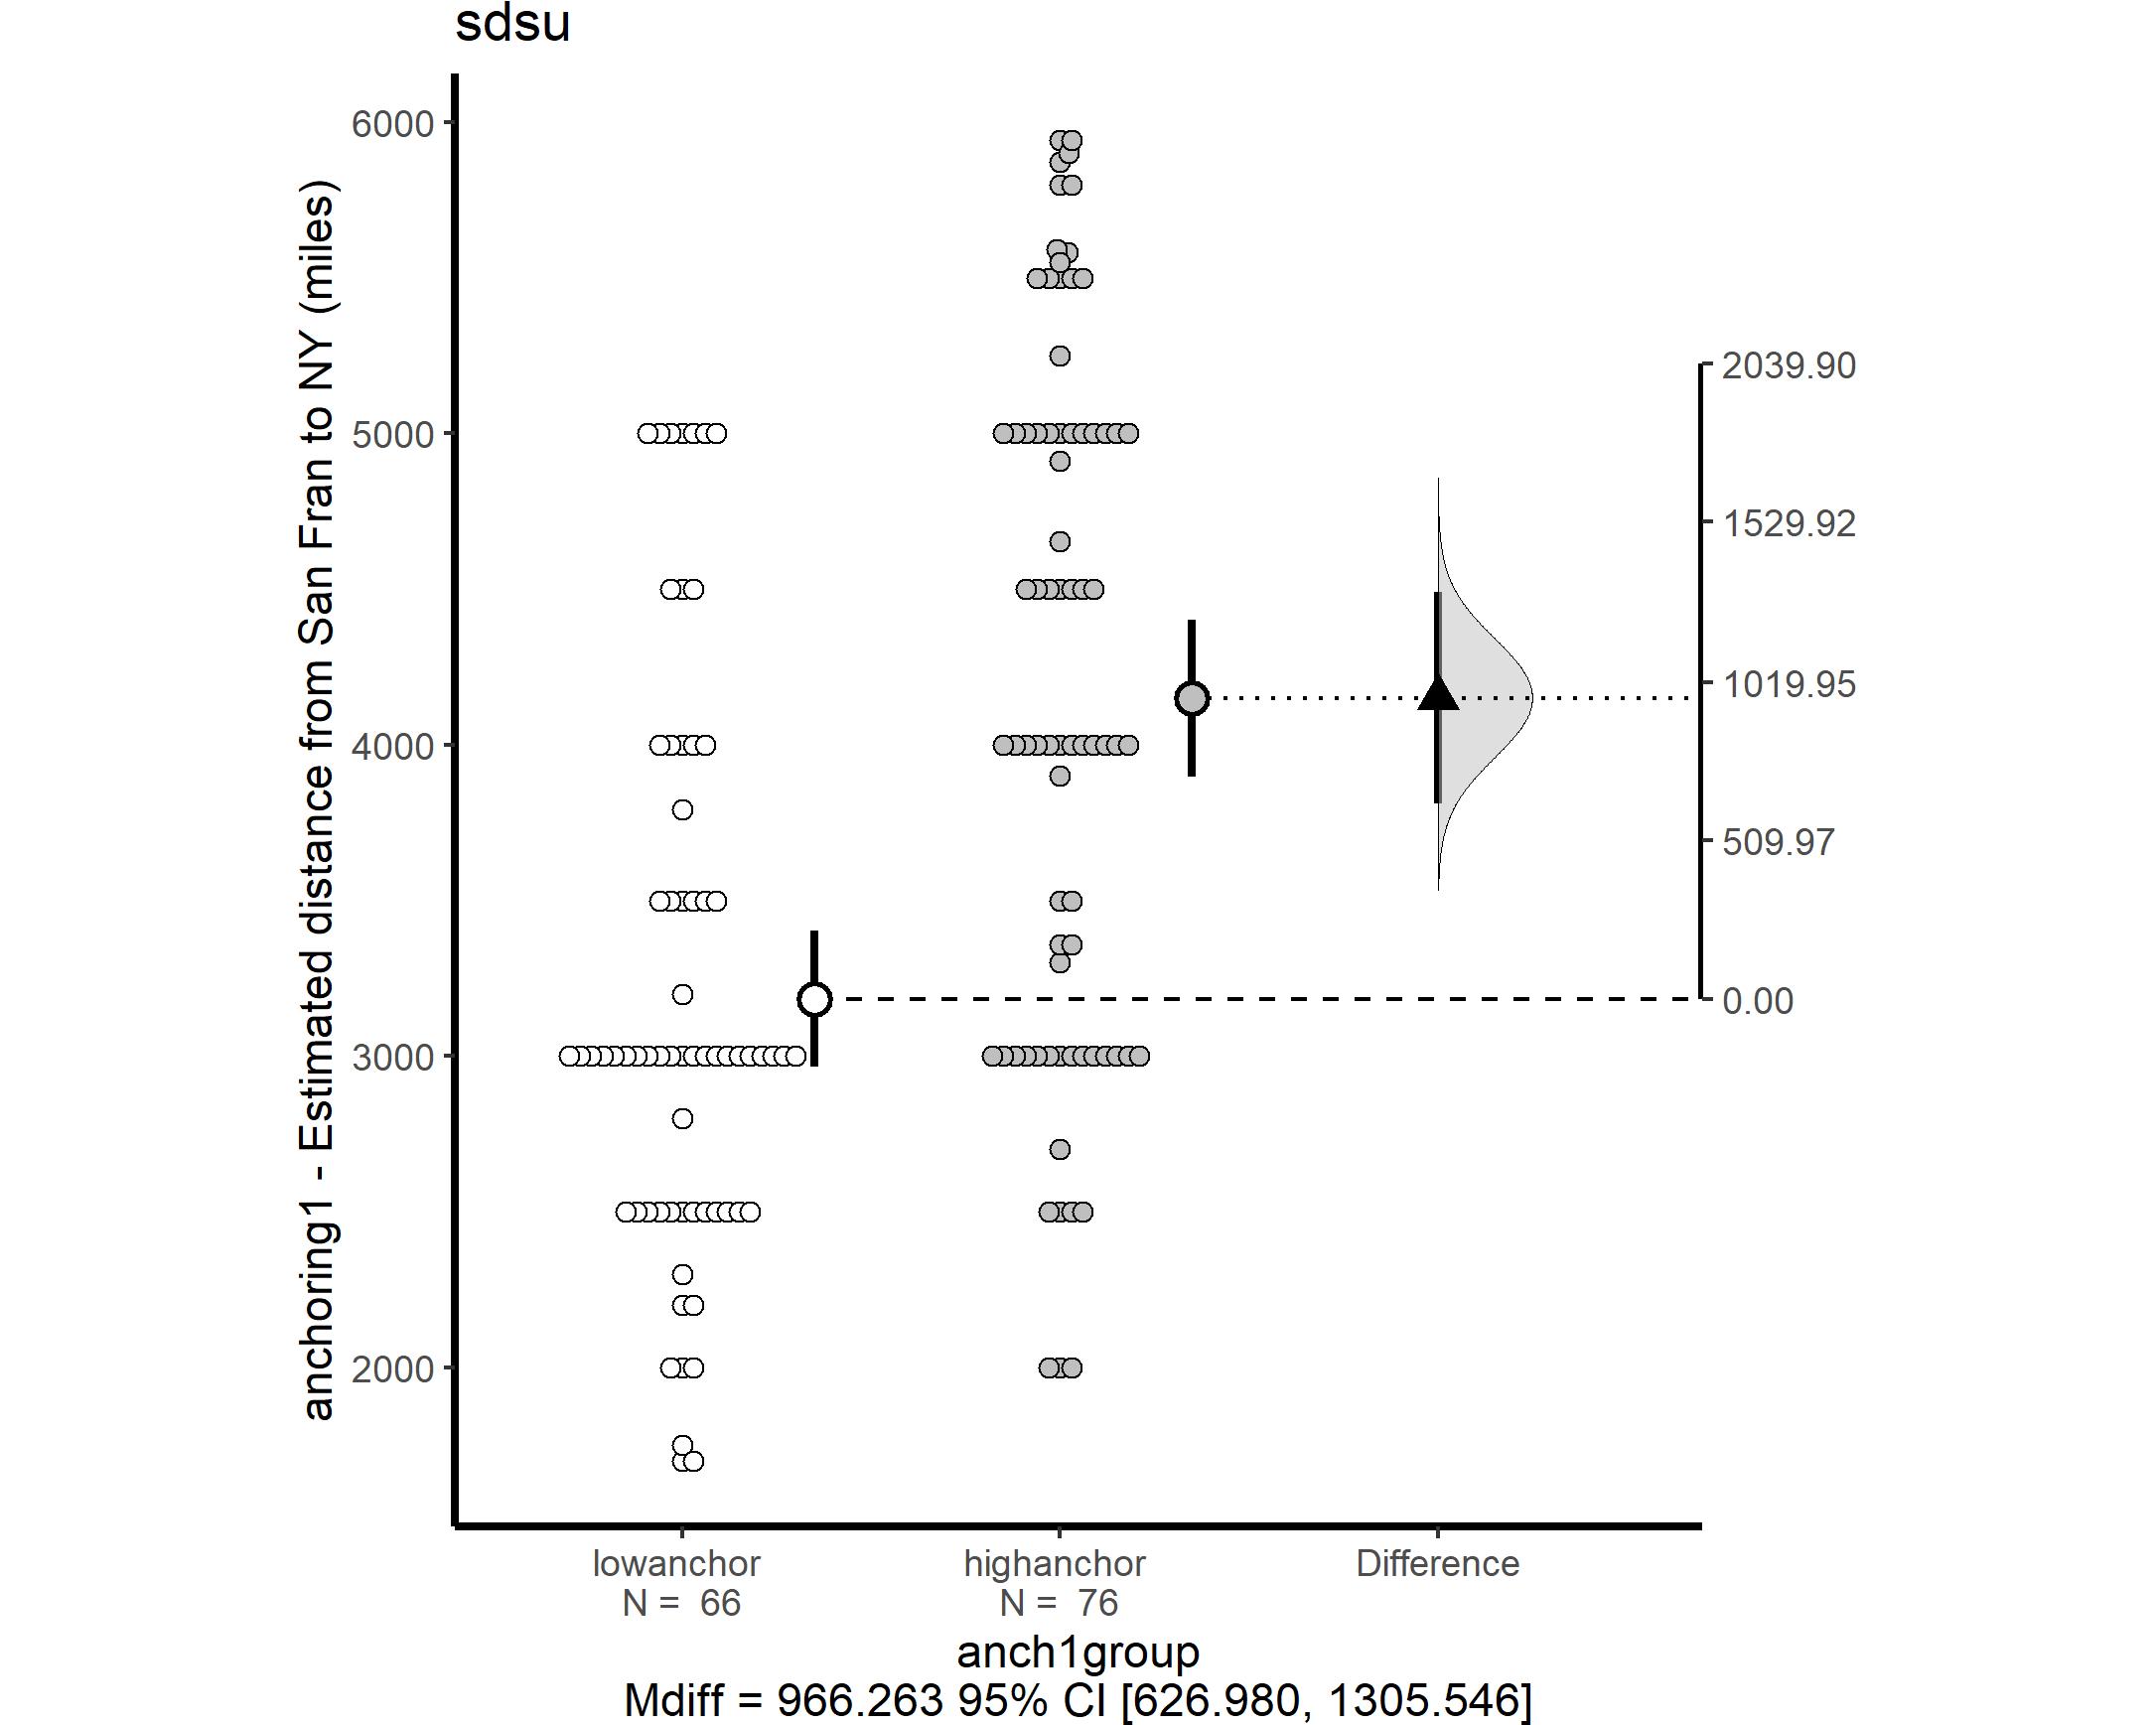 sdsu
anchoring1 - Estimated distance from San Fran to NY (miles)
6000
5000
4000
3000
2000
2039.90
1529.92
1019.95
509.97
0.00
lowanchor
N = 66
highanchor
N = 76
Difference
anch1group
Mdiff = 966.263 95% CI [626.980, 1305.546]